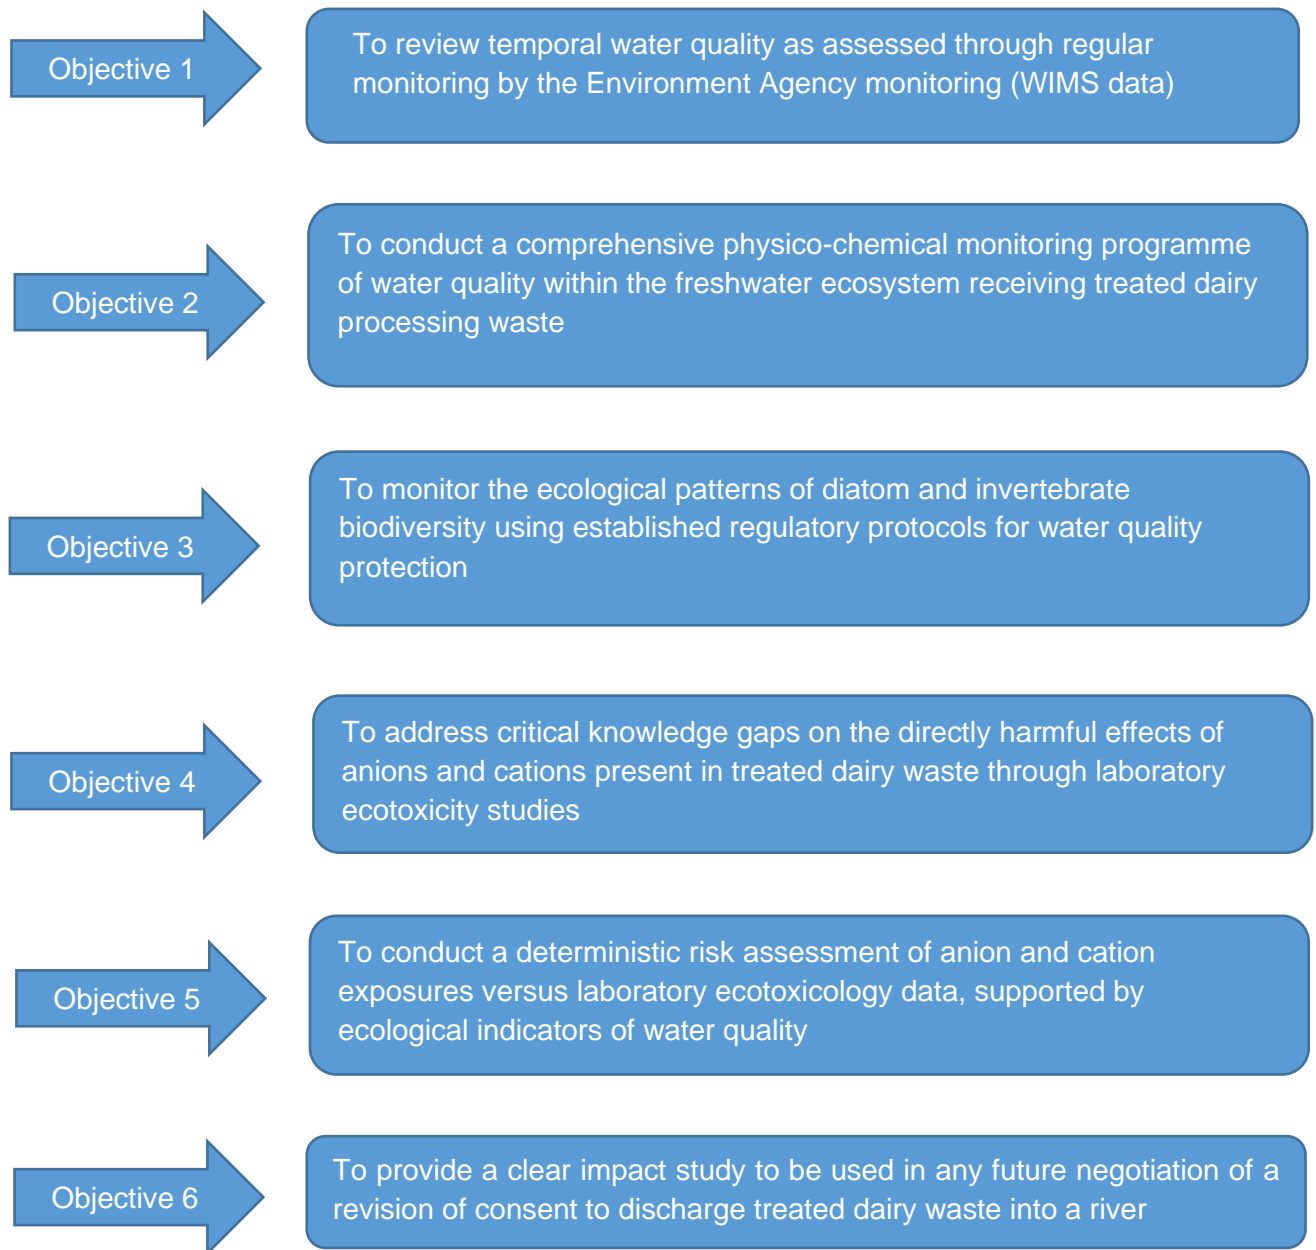 Objective 1
To review temporal water quality as assessed through regular
monitoring by the Environment Agency monitoring (WIMS data)
Objective 2
To conduct a comprehensive physico-chemical monitoring programme
of water quality within the freshwater ecosystem receiving treated dairy
processing waste
Objective 3
To monitor the ecological patterns of diatom and invertebrate
biodiversity using established regulatory protocols for water quality
protection
Objective 4
To address critical knowledge gaps on the directly harmful effects of
anions and cations present in treated dairy waste through laboratory
ecotoxicity studies
Objective 5
To conduct a deterministic risk assessment of anion and cation
exposures versus laboratory ecotoxicology data, supported by
ecological indicators of water quality
Objective 6
To provide a clear impact study to be used in any future negotiation of a
revision of consent to discharge treated dairy waste into a river